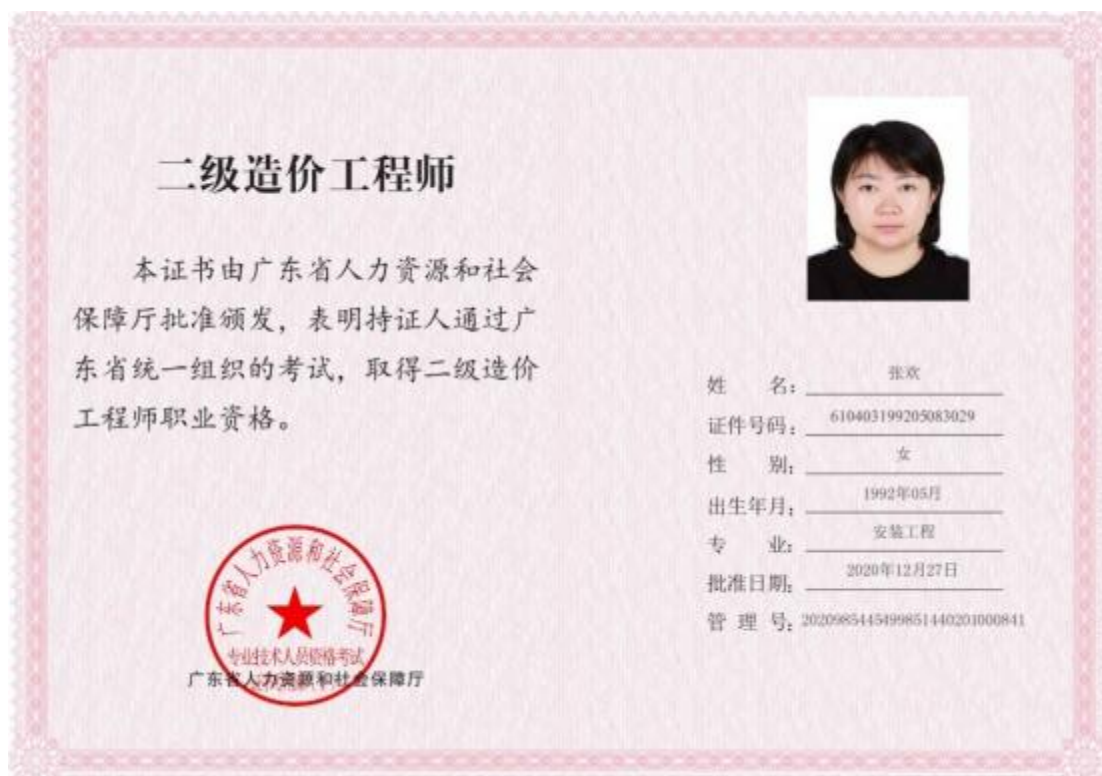 二级造价工程师
本证书由广东省人力资源和社会
保障厅批准颁发，表明持证人通过广
东省统一组织的考试，取得二级造价
工程师职业资格。
姓 名：张欢
证件号码：610403199205083029
性 别：女
出生年月：1992年05月
专 业：安装工程
批准日期：2020年12月27日
管 理 号：2020985445499851440201000841
广东省人力资源和社会保障厅
专业技术人员资格考试
广东省人力资源和社会保障厅